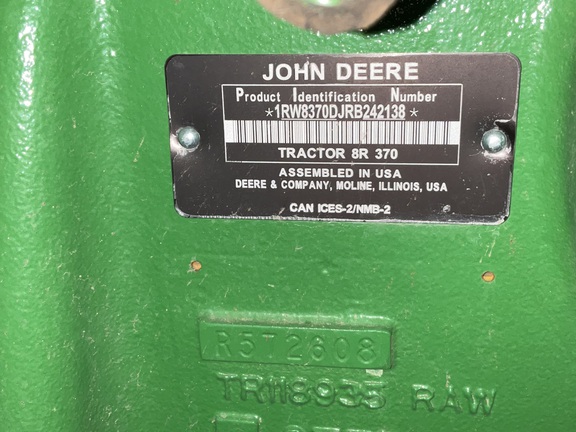 JOHN DEERE
Product Identification Number
*1RW8370DJRB242138*
TRACTOR 8R 370
ASSEMBLED IN USA
DEERE & COMPANY, MOLINE, ILLINOIS, USA
CAN ICES-2/NMB-2
R572608
TR118935 RAW